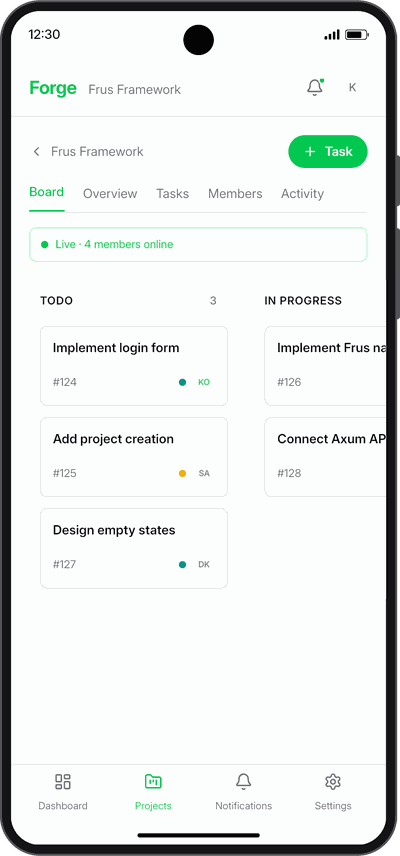 12:30
Forge Frus Framework
K
Frus Framework
+ Task
Board Overview Tasks Members Activity
Live · 4 members online
TODO 3
Implement login form
#124 KO
Add project creation
#125 SA
Design empty states
#127 DK
IN PROGRESS
Implement Frus na
#126
Connect Axum AP
#128
Dashboard Projects Notifications Settings